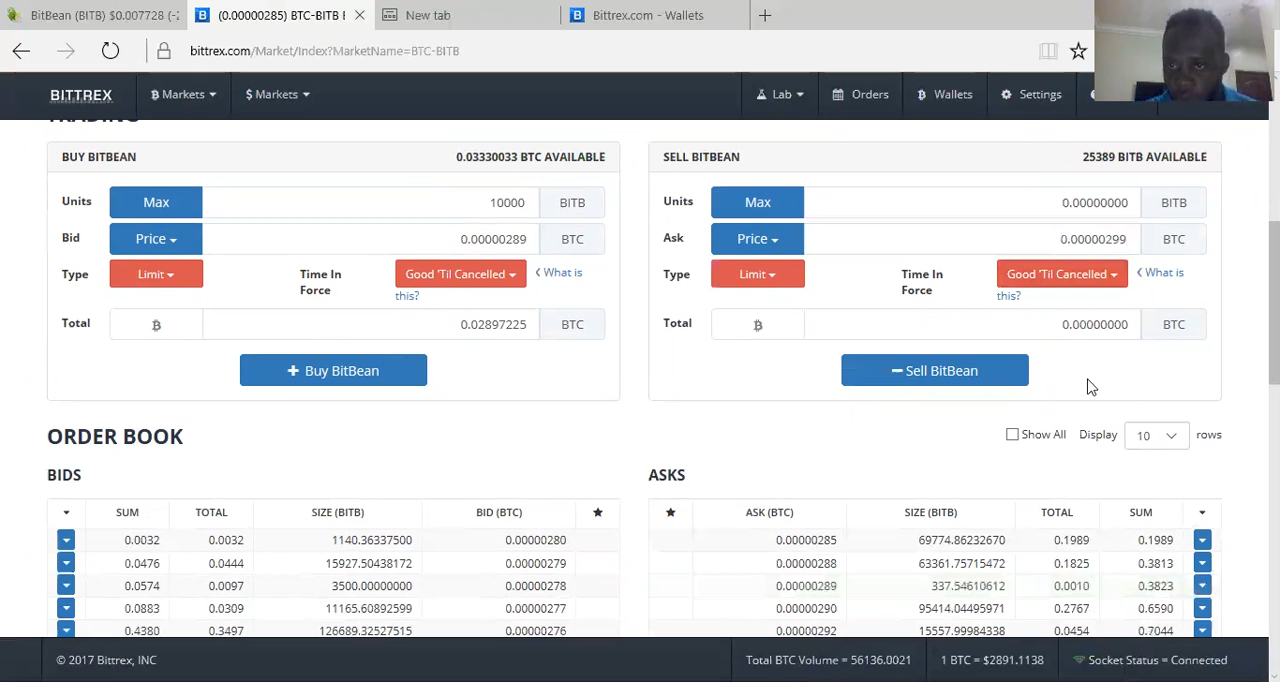 BitBean (BITB) $0.007728 (-2
(0.00000285) BTC-BITB B
New tab
Bittrex.com - Wallets
bittrex.com/Market/Index?MarketName=BTC-BITB
BITTREX
Markets
$ Markets
Lab
Orders
Wallets
Settings
TRADING
BUY BITBEAN
0.03330033 BTC AVAILABLE
Units
Max
10000
BITB
Bid
Price
0.00000289
BTC
Type
Limit
Time In Force
Good 'Til Cancelled
What is this?
Total
0.02897225
BTC
+ Buy BitBean
SELL BITBEAN
25389 BITB AVAILABLE
Units
Max
0.00000000
BITB
Ask
Price
0.00000299
BTC
Type
Limit
Time In Force
Good 'Til Cancelled
What is this?
Total
0.00000000
BTC
− Sell BitBean
ORDER BOOK
Show All Display 10 rows
BIDS
SUM TOTAL SIZE (BITB) BID (BTC)
0.0032 0.0032 1140.36337500 0.00000280
0.0476 0.0444 15927.50438172 0.00000279
0.0574 0.0097 3500.00000000 0.00000278
0.0883 0.0309 11165.60892599 0.00000277
0.4380 0.3497 126689.32527515 0.00000276
ASKS
ASK (BTC) SIZE (BITB) TOTAL SUM
0.00000285 69774.86232670 0.1989 0.1989
0.00000288 63361.75715472 0.1825 0.3813
0.00000289 337.54610612 0.0010 0.3823
0.00000290 95414.04495971 0.2767 0.6590
0.00000292 15557.99984338 0.0454 0.7044
© 2017 Bittrex, INC
Total BTC Volume = 56136.0021
1 BTC = $2891.1138
Socket Status = Connected